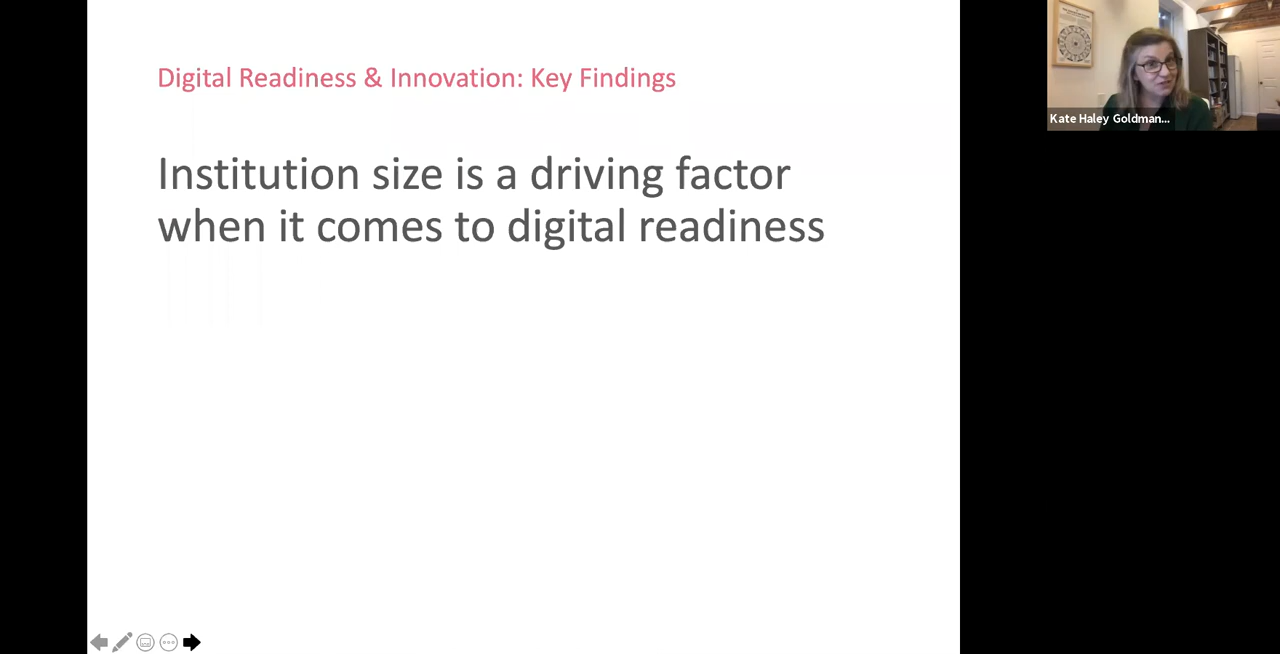 Digital Readiness & Innovation: Key Findings
Institution size is a driving factor
when it comes to digital readiness
Kate Haley Goldman...